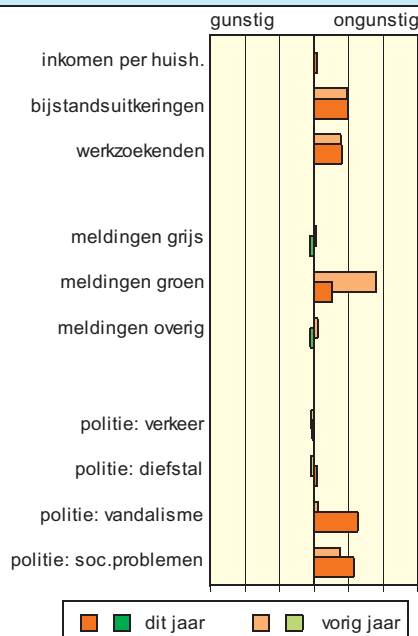 gunstig ongunstig
inkomen per huish.
bijstandsuitkeringen
werkzoekenden
meldingen grijs
meldingen groen
meldingen overig
politie: verkeer
politie: diefstal
politie: vandalisme
politie: soc.problemen
dit jaar vorig jaar